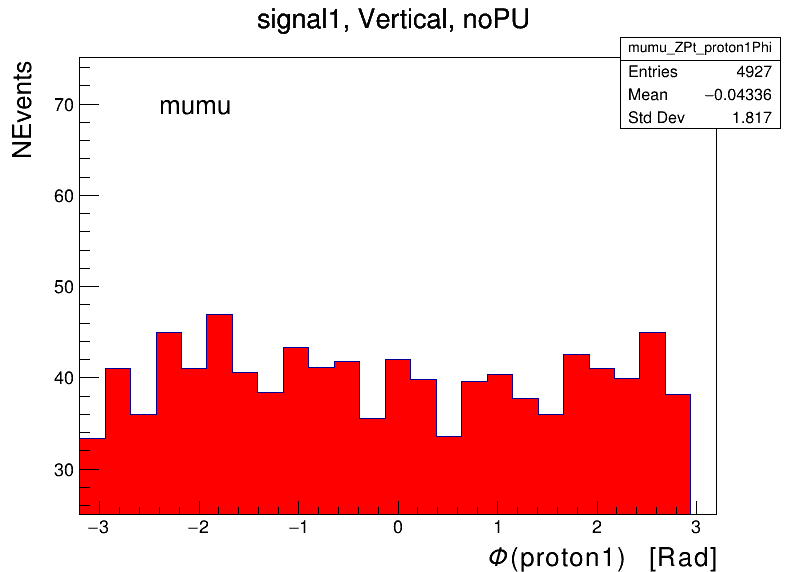 signal1, Vertical, noPU
mumu_ZPt_proton1Phi
Entries 4927
Mean −0.04336
Std Dev 1.817
NEvents
mumu
70
60
50
40
30
−3 −2 −1 0 1 2 3
Φ(proton1) [Rad]